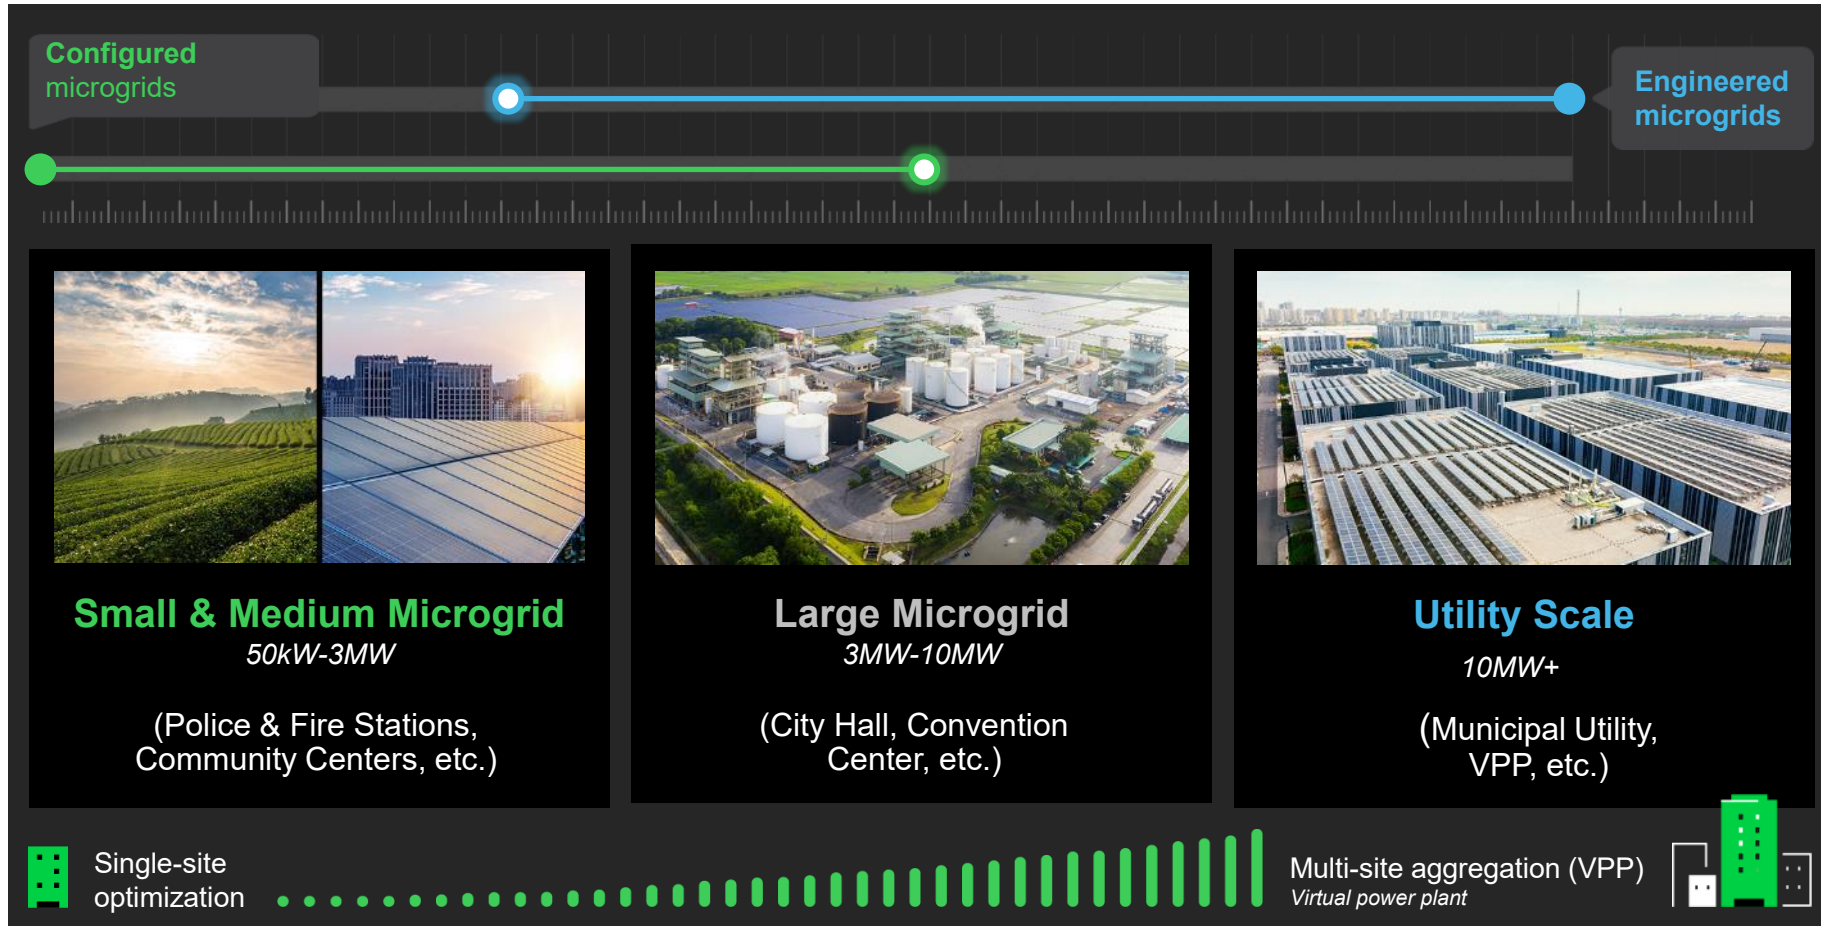 Configured
microgrids
Engineered
microgrids
Small & Medium Microgrid
50kW-3MW
(Police & Fire Stations,
Community Centers, etc.)
Large Microgrid
3MW-10MW
(City Hall, Convention
Center, etc.)
Utility Scale
10MW+
(Municipal Utility,
VPP, etc.)
Single-site
optimization
Multi-site aggregation (VPP)
Virtual power plant